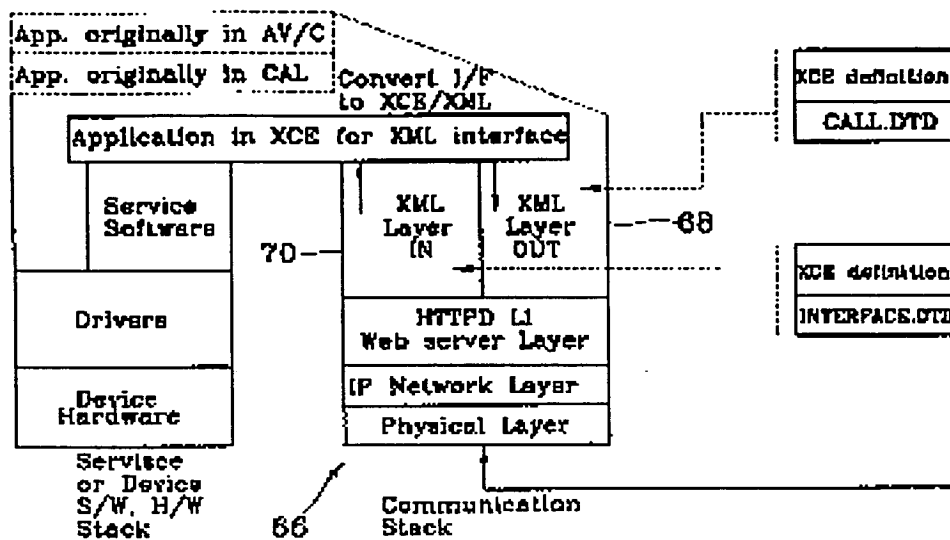 App. originally in AV/C
App. originally in CAL
Convert I/F
to XCE/XML
Application in XCE for XML interface
Service
Software
Drivers
Device
Hardware
Servisce
or Device
S/W, H/W
Stack
XML
Layer
IN
XML
Layer
OUT
70
68
HTTPD L1
Web server Layer
IP Network Layer
Physical Layer
66
Communication
Stack
XCE definition
CALL.DTD
XCE definition
INTERFACE.DTD